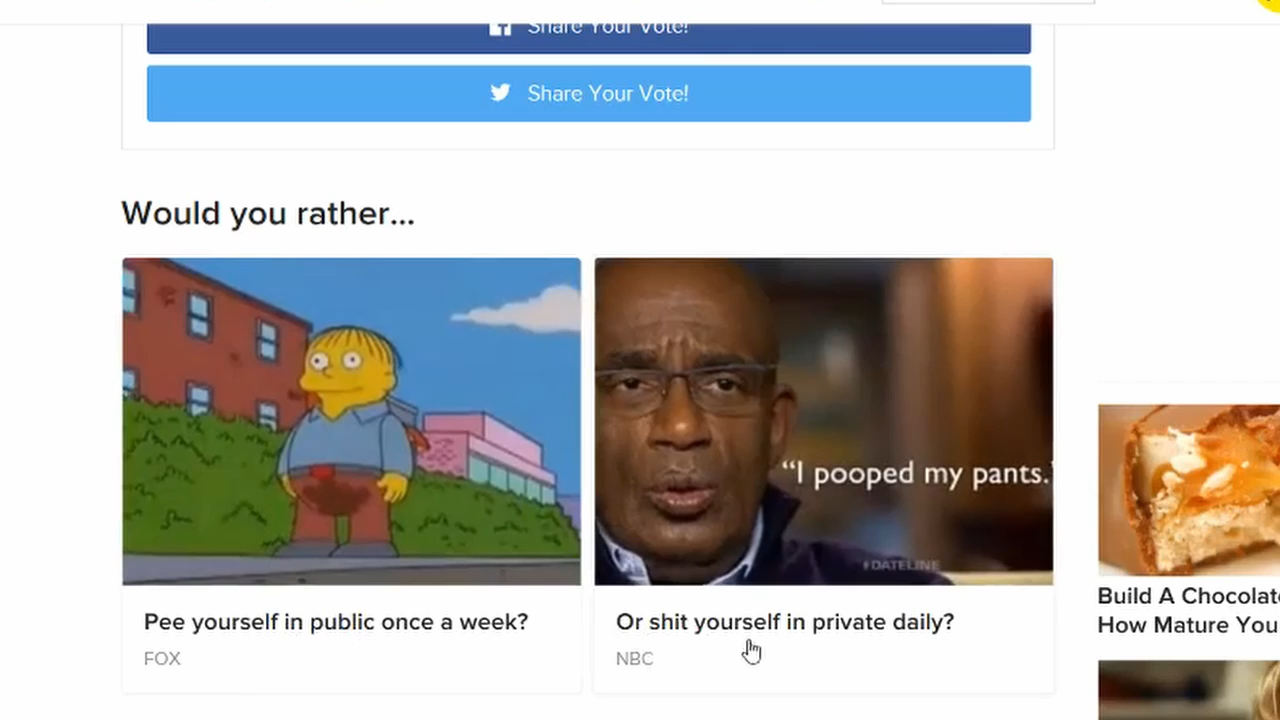 Share Your Vote!
Share Your Vote!
Would you rather...
“I pooped my pants.”
#DATELINE
Pee yourself in public once a week?
FOX
Or shit yourself in private daily?
NBC
Build A Chocolate
How Mature You